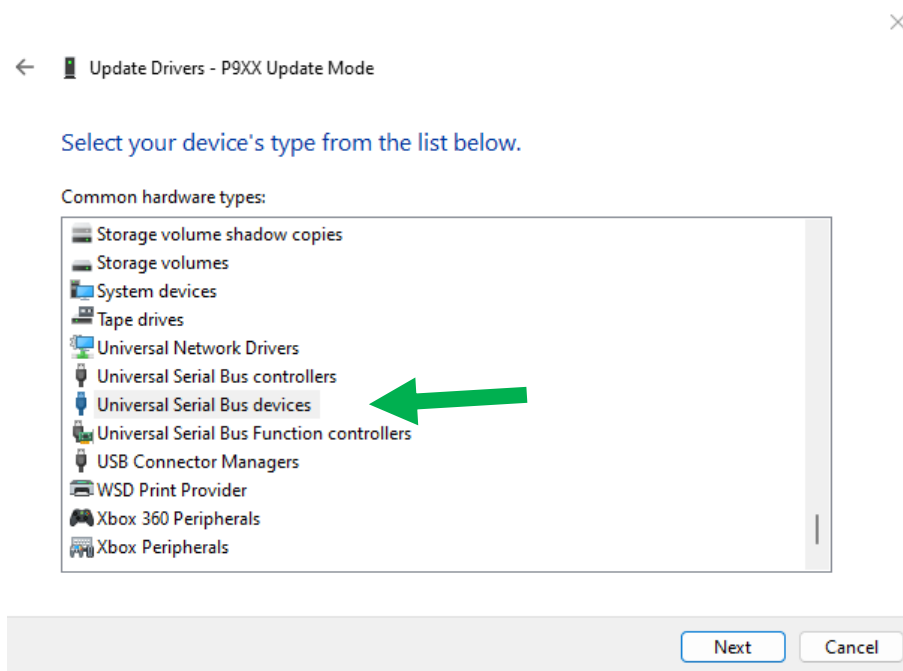 Update Drivers - P9XX Update Mode
Select your device's type from the list below.
Common hardware types:
Storage volume shadow copies
Storage volumes
System devices
Tape drives
Universal Network Drivers
Universal Serial Bus controllers
Universal Serial Bus devices
Universal Serial Bus Function controllers
USB Connector Managers
WSD Print Provider
Xbox 360 Peripherals
Xbox Peripherals
Next Cancel